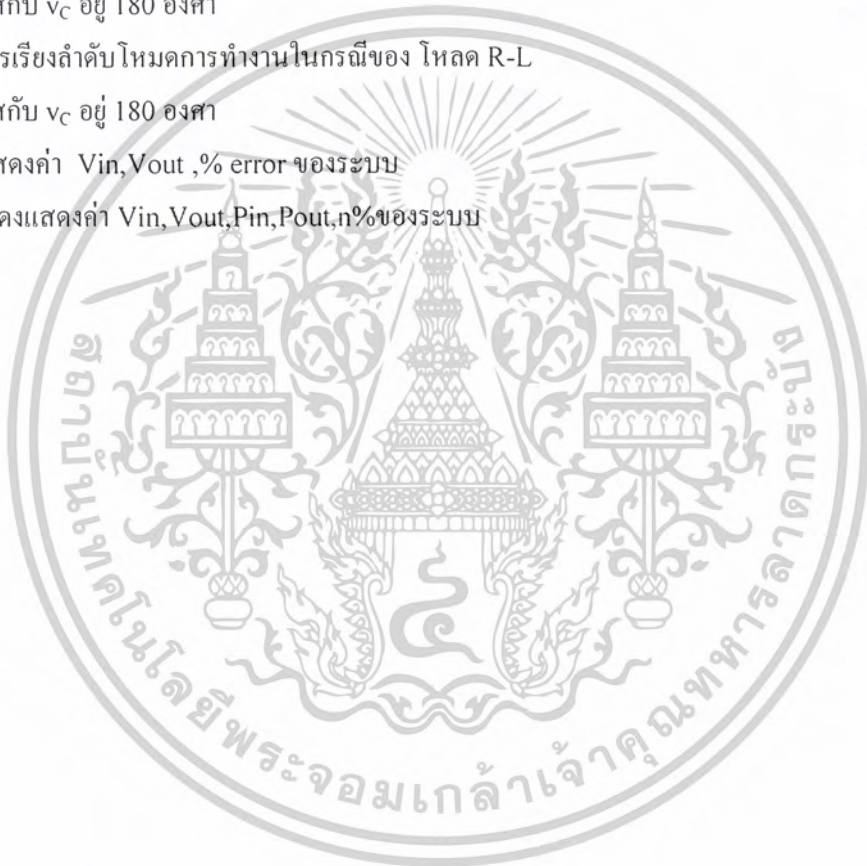 สกับ vC อยู่ 180 องศา
รเรียงลำดับโหมดการทำงานในกรณีของ โหลด R-L
สกับ vC อยู่ 180 องศา
สดงค่า Vin,Vout ,% error ของระบบ
ดงแสดงค่า Vin,Vout,Pin,Pout,n%ของระบบ
สถาบันเทคโนโลยีพระจอมเกล้าเจ้าคุณทหารลาดกระบัง